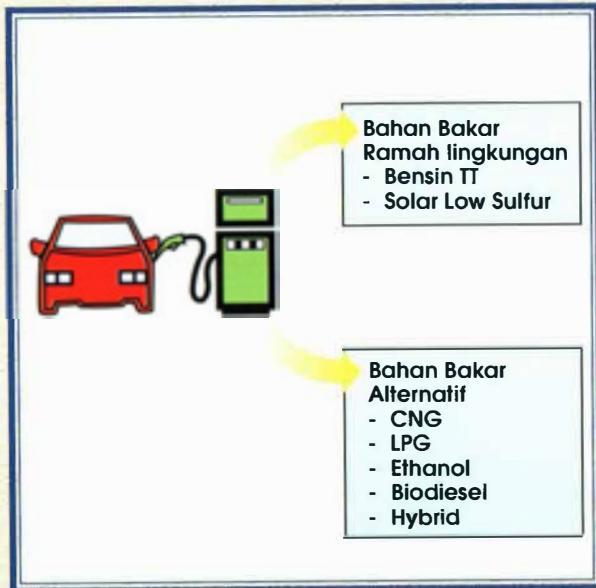 Bahan Bakar
Ramah lingkungan
- Bensin TT
- Solar Low Sulfur
Bahan Bakar
Alternatif
- CNG
- LPG
- Ethanol
- Biodiesel
- Hybrid